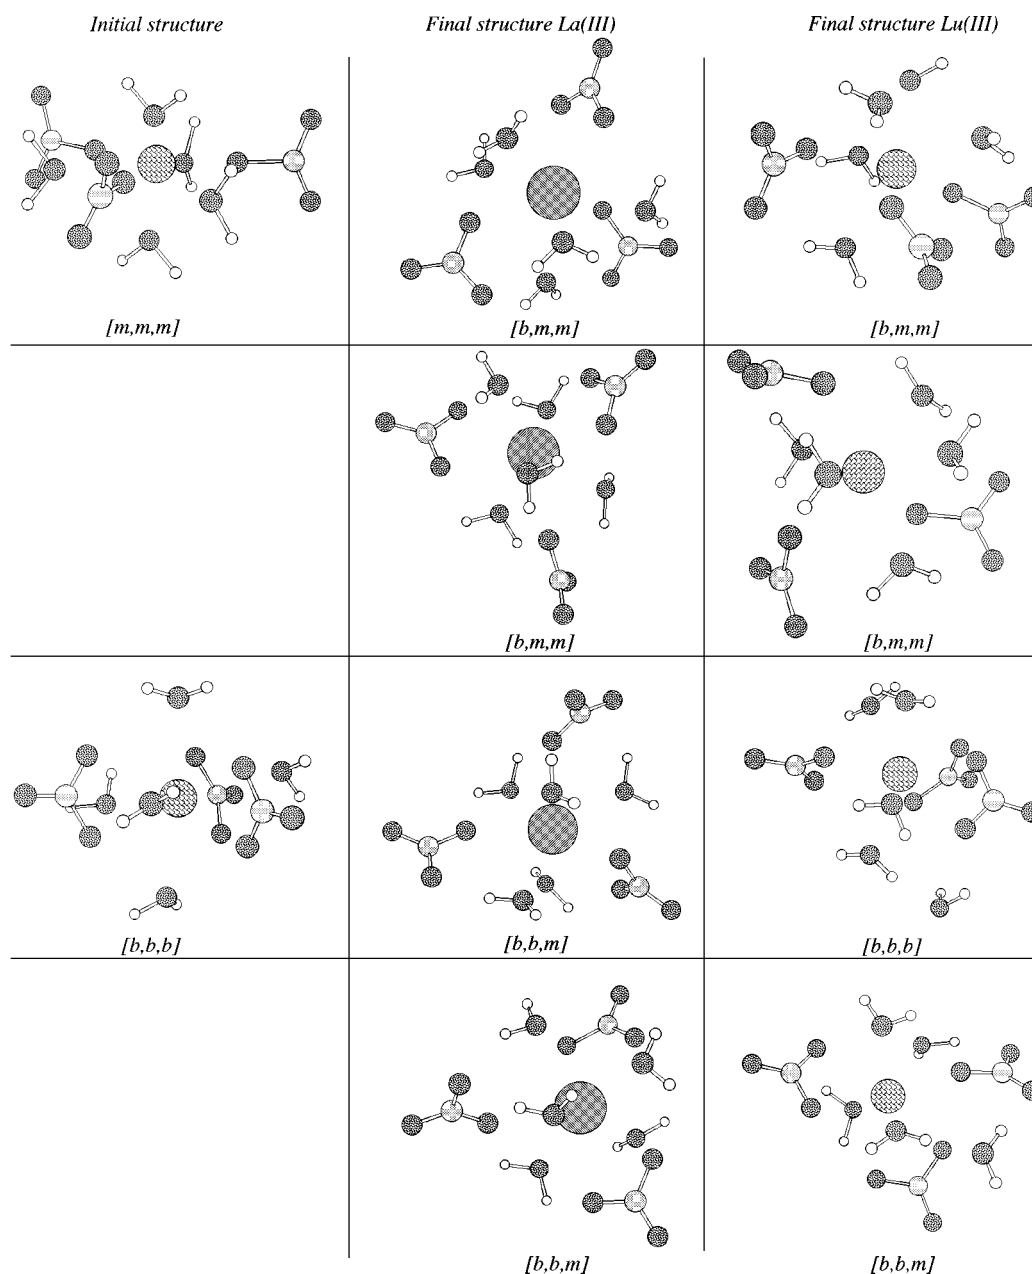 Initial structure
Final structure La(III)
Final structure Lu(III)
[m,m,m]
[b,m,m]
[b,m,m]
[b,m,m]
[b,m,m]
[b,b,b]
[b,b,m]
[b,b,b]
[b,b,m]
[b,b,m]